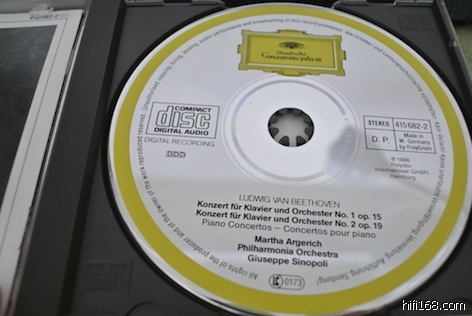 Deutsche
Grammophon
COMPACT
disc
DIGITAL AUDIO
DIGITAL RECORDING
DDD
STEREO 415 682-2
D. P. Made in
W. Germany
by PolyGram
℗ 1986
Polydor
International GmbH,
Hamburg
LUDWIG VAN BEETHOVEN
Konzert für Klavier und Orchester No. 1 op. 15
Konzert für Klavier und Orchester No. 2 op. 19
Piano Concertos – Concertos pour piano
Martha Argerich
Philharmonia Orchestra
Giuseppe Sinopoli
LC 0173
All rights of the producer and of the owner of the work reproduced reserved.
hifi168.com